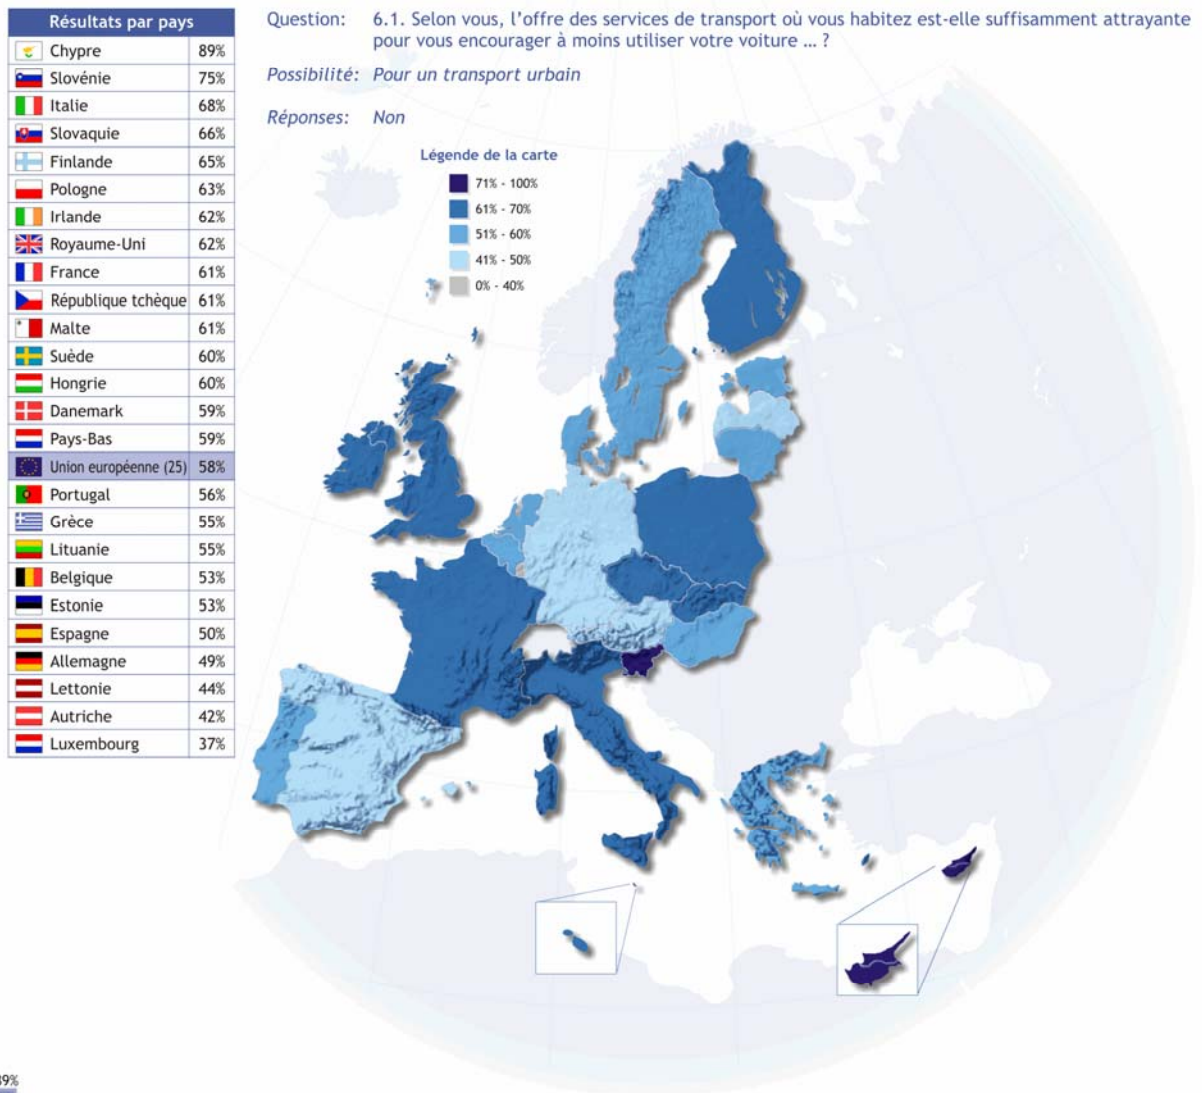 Résultats par pays
Chypre 89%
Slovénie 75%
Italie 68%
Slovaquie 66%
Finlande 65%
Pologne 63%
Irlande 62%
Royaume-Uni 62%
France 61%
République tchèque 61%
Malte 61%
Suède 60%
Hongrie 60%
Danemark 59%
Pays-Bas 59%
Union européenne (25) 58%
Portugal 56%
Grèce 55%
Lituanie 55%
Belgique 53%
Estonie 53%
Espagne 50%
Allemagne 49%
Lettonie 44%
Autriche 42%
Luxembourg 37%
Question: 6.1. Selon vous, l’offre des services de transport où vous habitez est-elle suffisamment attrayante
pour vous encourager à moins utiliser votre voiture … ?
Possibilité: Pour un transport urbain
Réponses: Non
Légende de la carte
71% - 100%
61% - 70%
51% - 60%
41% - 50%
0% - 40%